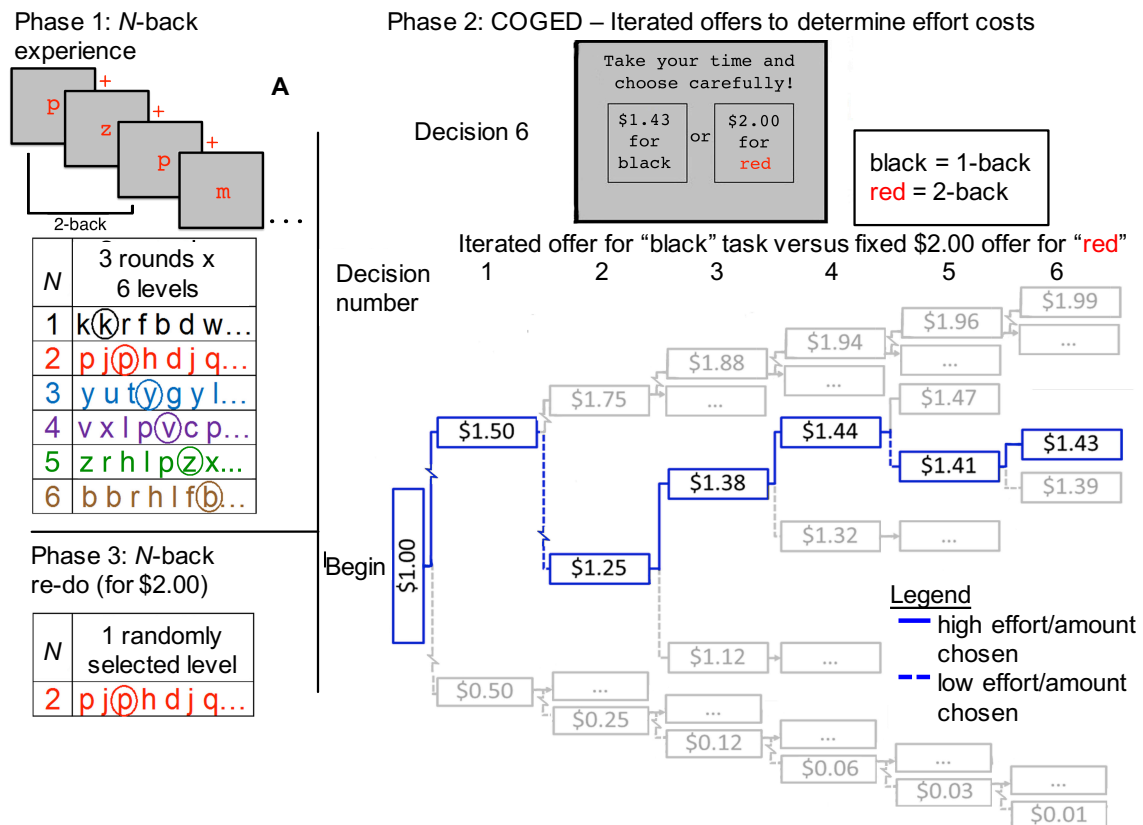 Phase 1: N-back
experience
p
+
z
+
p
+
m
...
2-back
A
N
3 rounds x
6 levels
1 k k r f b d w…
2 p j p h d j q…
3 y u t y g y l…
4 v x l p v c p…
5 z r h l p z x…
6 b b r h l f b…
Phase 3: N-back
re-do (for $2.00)
N
1 randomly
selected level
2 p j p h d j q…
Phase 2: COGED – Iterated offers to determine effort costs
Decision 6
Take your time and
choose carefully!
$1.43
for
black
or
$2.00
for
red
black = 1-back
red = 2-back
Iterated offer for “black” task versus fixed $2.00 offer for “red”
Decision
number
1 2 3 4 5 6
$1.99
$1.96
...
$1.94
...
$1.88
...
$1.75
...
$1.47
$1.50
$1.44
$1.43
$1.41
$1.38
$1.39
$1.32
...
Begin
$1.00
$1.25
$1.12
...
$0.50
...
$0.25
...
$0.12
...
$0.06
...
$0.03
...
$0.01
Legend
high effort/amount
chosen
low effort/amount
chosen